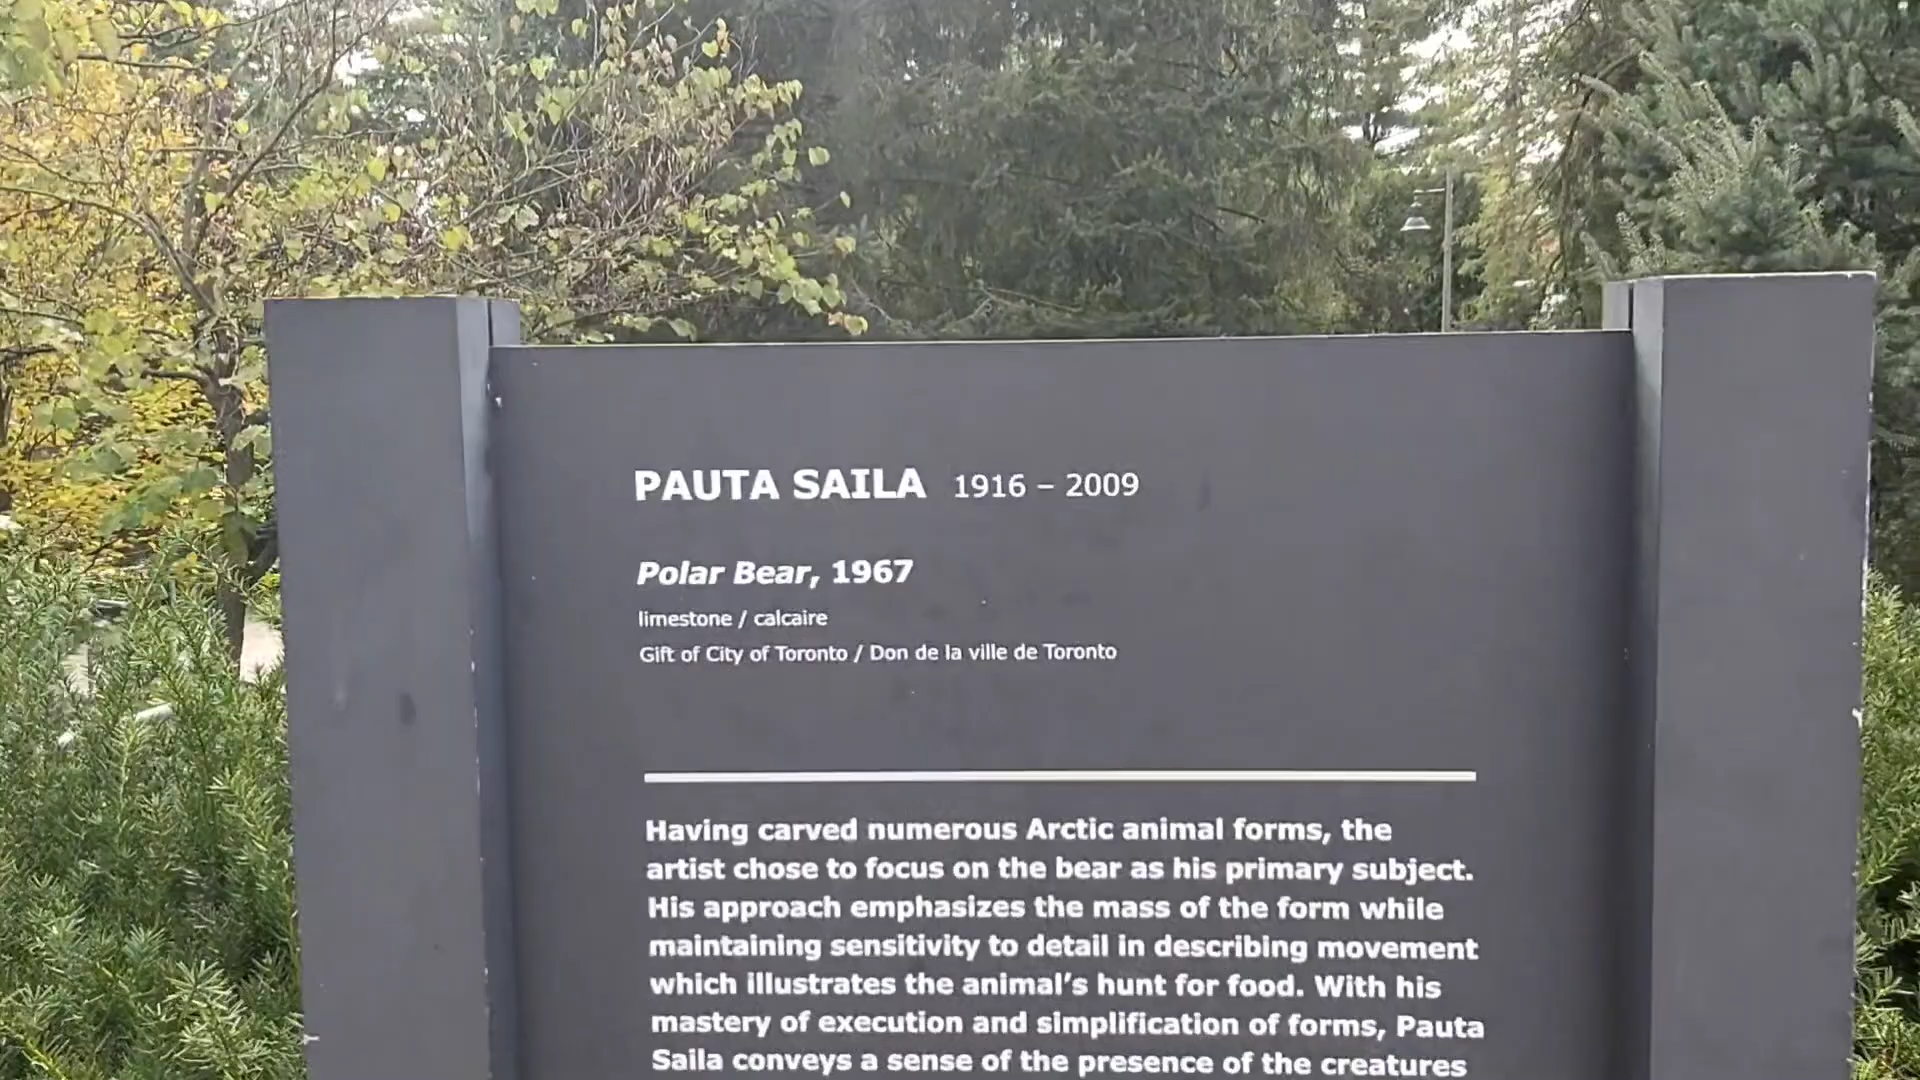 PAUTA SAILA 1916 – 2009
Polar Bear, 1967
limestone / calcaire
Gift of City of Toronto / Don de la ville de Toronto
Having carved numerous Arctic animal forms, the
artist chose to focus on the bear as his primary subject.
His approach emphasizes the mass of the form while
maintaining sensitivity to detail in describing movement
which illustrates the animal’s hunt for food. With his
mastery of execution and simplification of forms, Pauta
Saila conveys a sense of the presence of the creatures